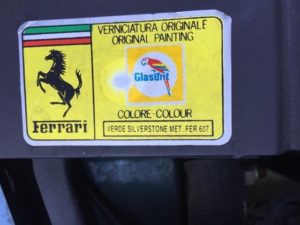 VERNICIATURA ORIGINALE
ORIGINAL PAINTING
Glasurit
COLORE-COLOUR
Ferrari
VERDE SILVERSTONE MET. FER 607